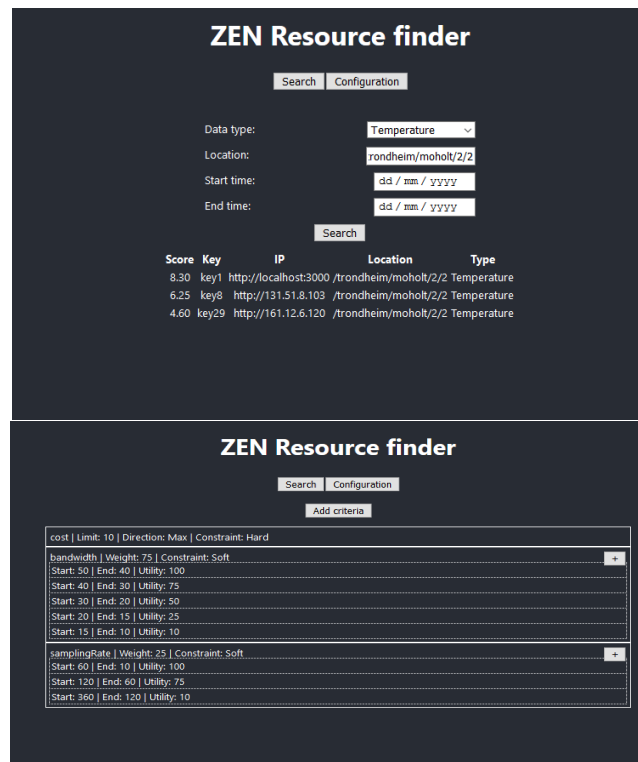 ZEN Resource finder
Search Configuration
Data type: Temperature
Location: rondheim/moholt/2/2
Start time: dd / mm / yyyy
End time: dd / mm / yyyy
Search
Score Key IP Location Type
8.30 key1 http://localhost:3000 /trondheim/moholt/2/2 Temperature
6.25 key8 http://131.51.8.103 /trondheim/moholt/2/2 Temperature
4.60 key29 http://161.12.6.120 /trondheim/moholt/2/2 Temperature
ZEN Resource finder
Search Configuration
Add criteria
cost | Limit: 10 | Direction: Max | Constraint: Hard
bandwidth | Weight: 75 | Constraint: Soft +
Start: 50 | End: 40 | Utility: 100
Start: 40 | End: 30 | Utility: 75
Start: 30 | End: 20 | Utility: 50
Start: 20 | End: 15 | Utility: 25
Start: 15 | End: 10 | Utility: 10
samplingRate | Weight: 25 | Constraint: Soft +
Start: 60 | End: 10 | Utility: 100
Start: 120 | End: 60 | Utility: 75
Start: 360 | End: 120 | Utility: 10